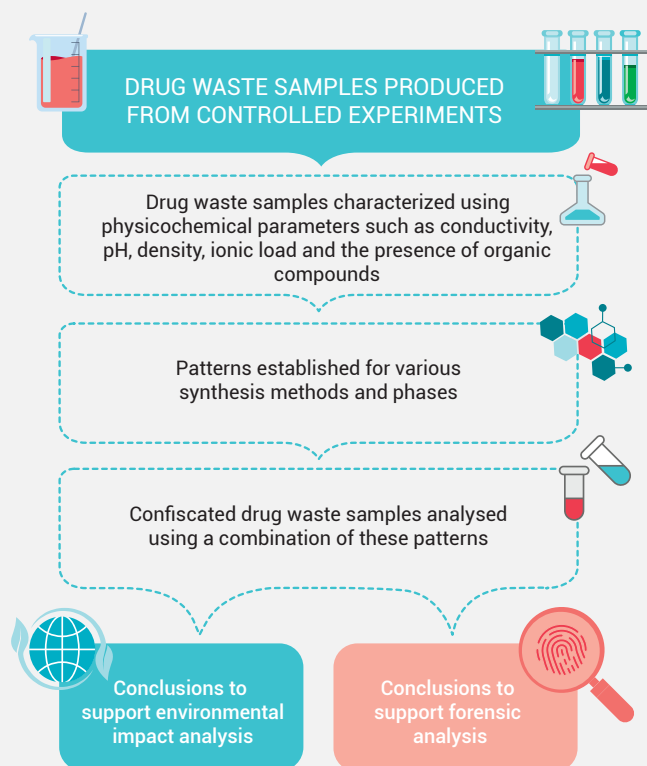 DRUG WASTE SAMPLES PRODUCED
FROM CONTROLLED EXPERIMENTS
Drug waste samples characterized using
physicochemical parameters such as conductivity,
pH, density, ionic load and the presence of organic
compounds
Patterns established for various
synthesis methods and phases
Confiscated drug waste samples analysed
using a combination of these patterns
Conclusions to
support environmental
impact analysis
Conclusions to
support forensic
analysis